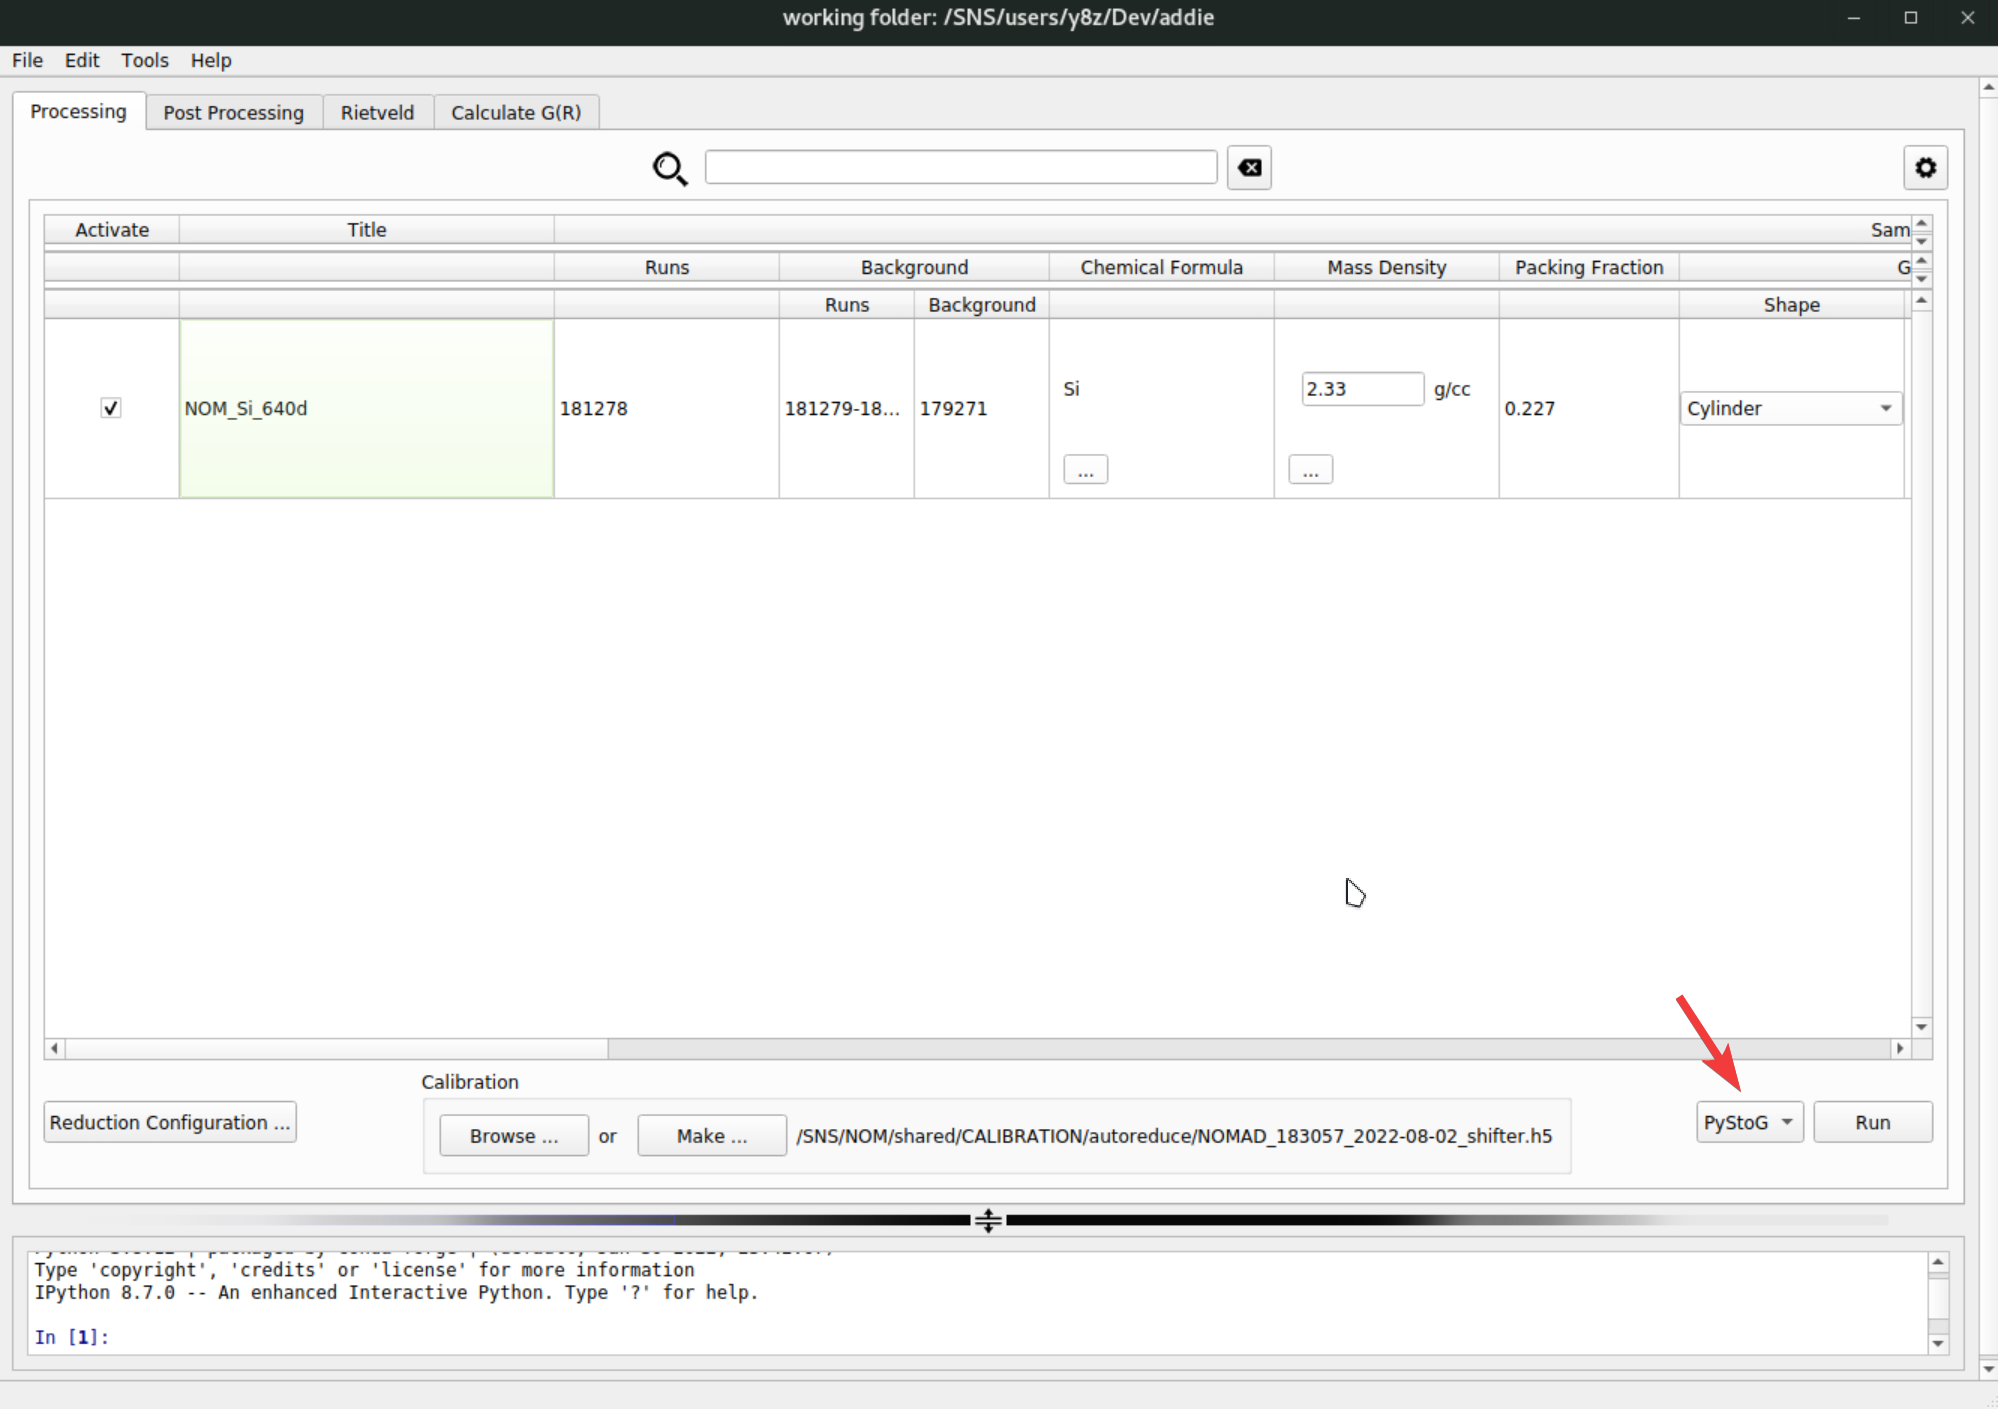 working folder: /SNS/users/y8z/Dev/addie
File Edit Tools Help
Processing Post Processing Rietveld Calculate G(R)
Activate Title Sam
Runs Background Chemical Formula Mass Density Packing Fraction G
Runs Background Shape
NOM_Si_640d 181278 181279-18... 179271 Si 2.33 g/cc 0.227 Cylinder
... ...
Calibration
Reduction Configuration ... Browse ... or Make ... /SNS/NOM/shared/CALIBRATION/autoreduce/NOMAD_183057_2022-08-02_shifter.h5 PyStoG Run
Type 'copyright', 'credits' or 'license' for more information
IPython 8.7.0 -- An enhanced Interactive Python. Type '?' for help.
In [1]: